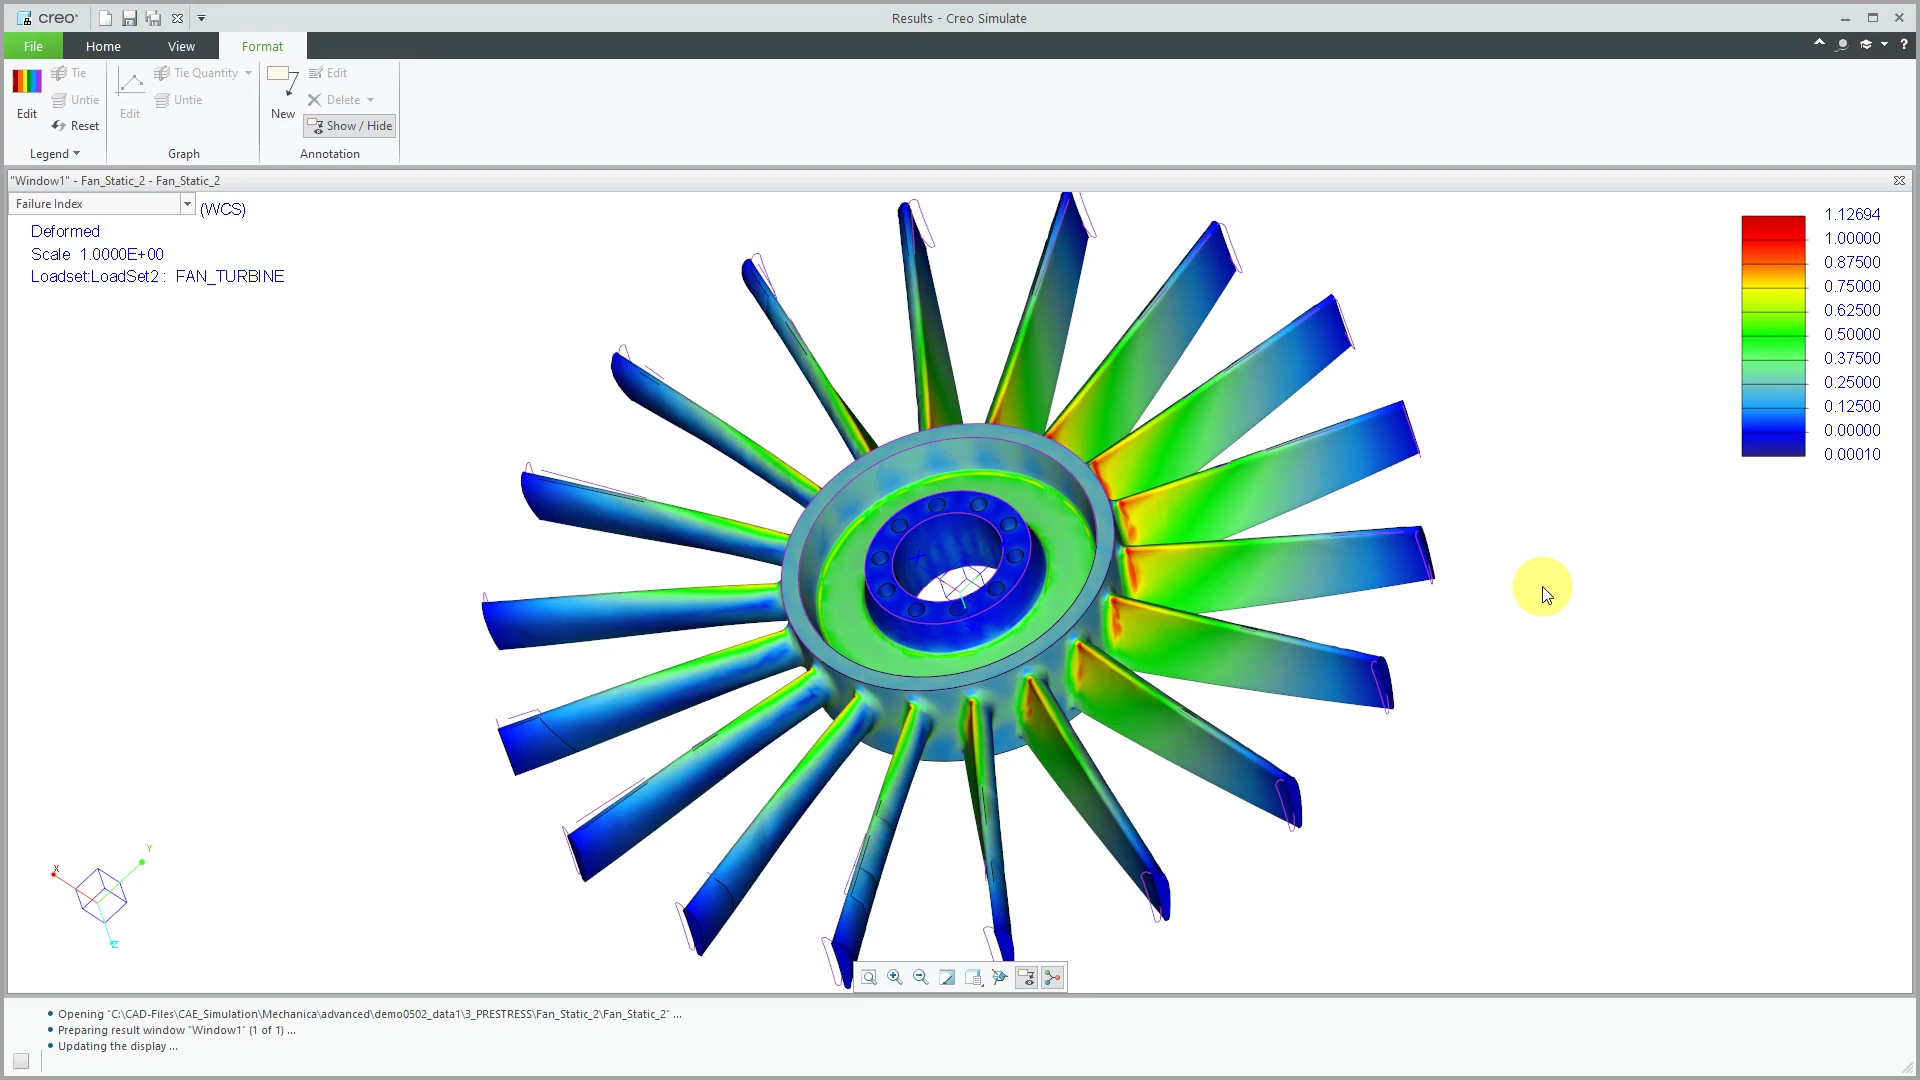 creo®
Results - Creo Simulate
File Home View Format
?
Edit
Tie
Untie
Reset
Legend
Edit
Tie Quantity
Untie
Graph
New
Edit
Delete
Show / Hide
Annotation
"Window1" - Fan_Static_2 - Fan_Static_2
Failure Index (WCS)
Deformed
Scale 1.0000E+00
Loadset:LoadSet2 : FAN_TURBINE
1.12694
1.00000
0.87500
0.75000
0.62500
0.50000
0.37500
0.25000
0.12500
0.00000
0.00010
X
Y
X
Z
Opening "C:\CAD-Files\CAE_Simulation\Mechanica\advanced\demo0502_data1\3_PRESTRESS\Fan_Static_2\Fan_Static_2" ...
Preparing result window "Window1" (1 of 1) ...
Updating the display ...